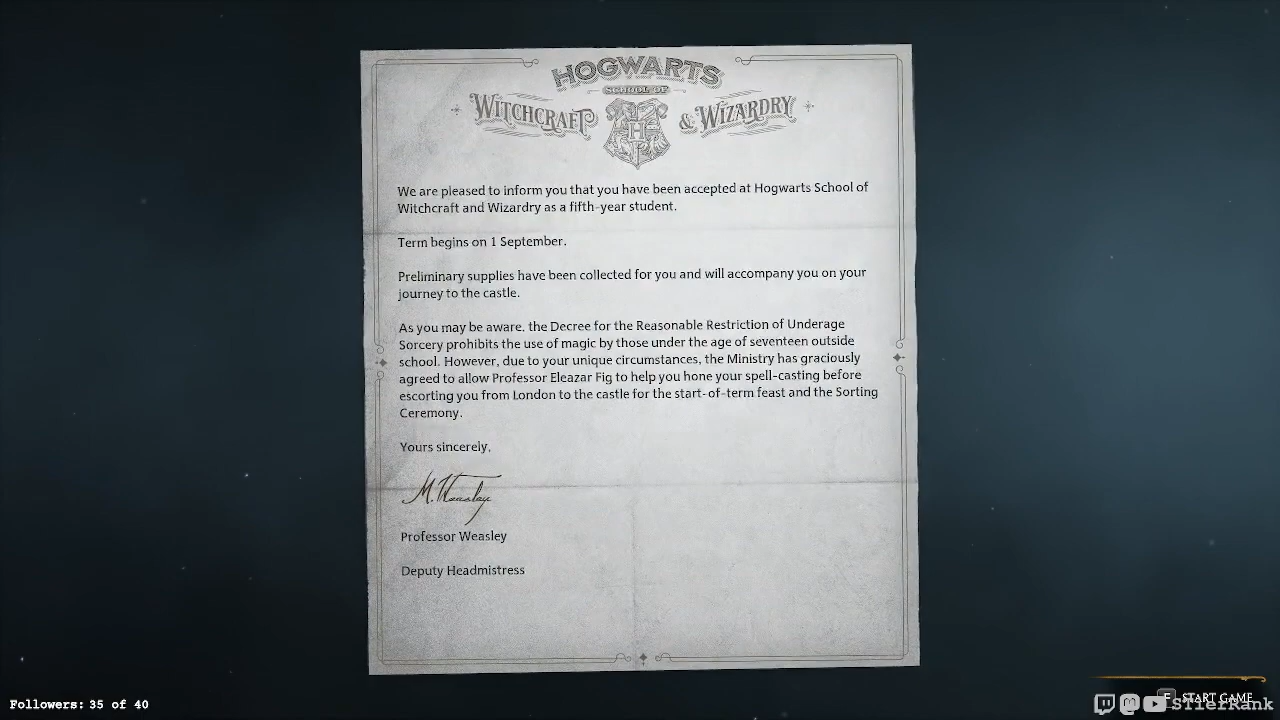 HOGWARTS
SCHOOL OF
WITCHCRAFT & WIZARDRY
H
We are pleased to inform you that you have been accepted at Hogwarts School of
Witchcraft and Wizardry as a fifth-year student.
Term begins on 1 September.
Preliminary supplies have been collected for you and will accompany you on your
journey to the castle.
As you may be aware, the Decree for the Reasonable Restriction of Underage
Sorcery prohibits the use of magic by those under the age of seventeen outside
school. However, due to your unique circumstances, the Ministry has graciously
agreed to allow Professor Eleazar Fig to help you hone your spell-casting before
escorting you from London to the castle for the start-of-term feast and the Sorting
Ceremony.
Yours sincerely,
M. Weasley
Professor Weasley
Deputy Headmistress
Followers: 35 of 40
START GAME
STierRank